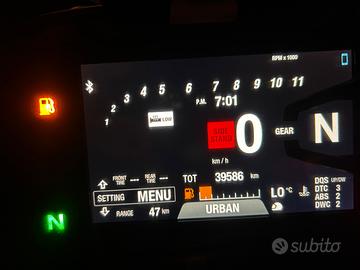 RPM x 1000
1 2 3 4 5 6 7 8 9 10 11
P.M. 7:01
LOW
SIDE STAND
0
GEAR
N
km / h
FRONT TIRE --
REAR TIRE --
TOT 39586 km
SETTING MENU
RANGE 47 km
URBAN
LO °C
DQS UP/DW
DTC 3
ABS 2
DWC 2
N
subito